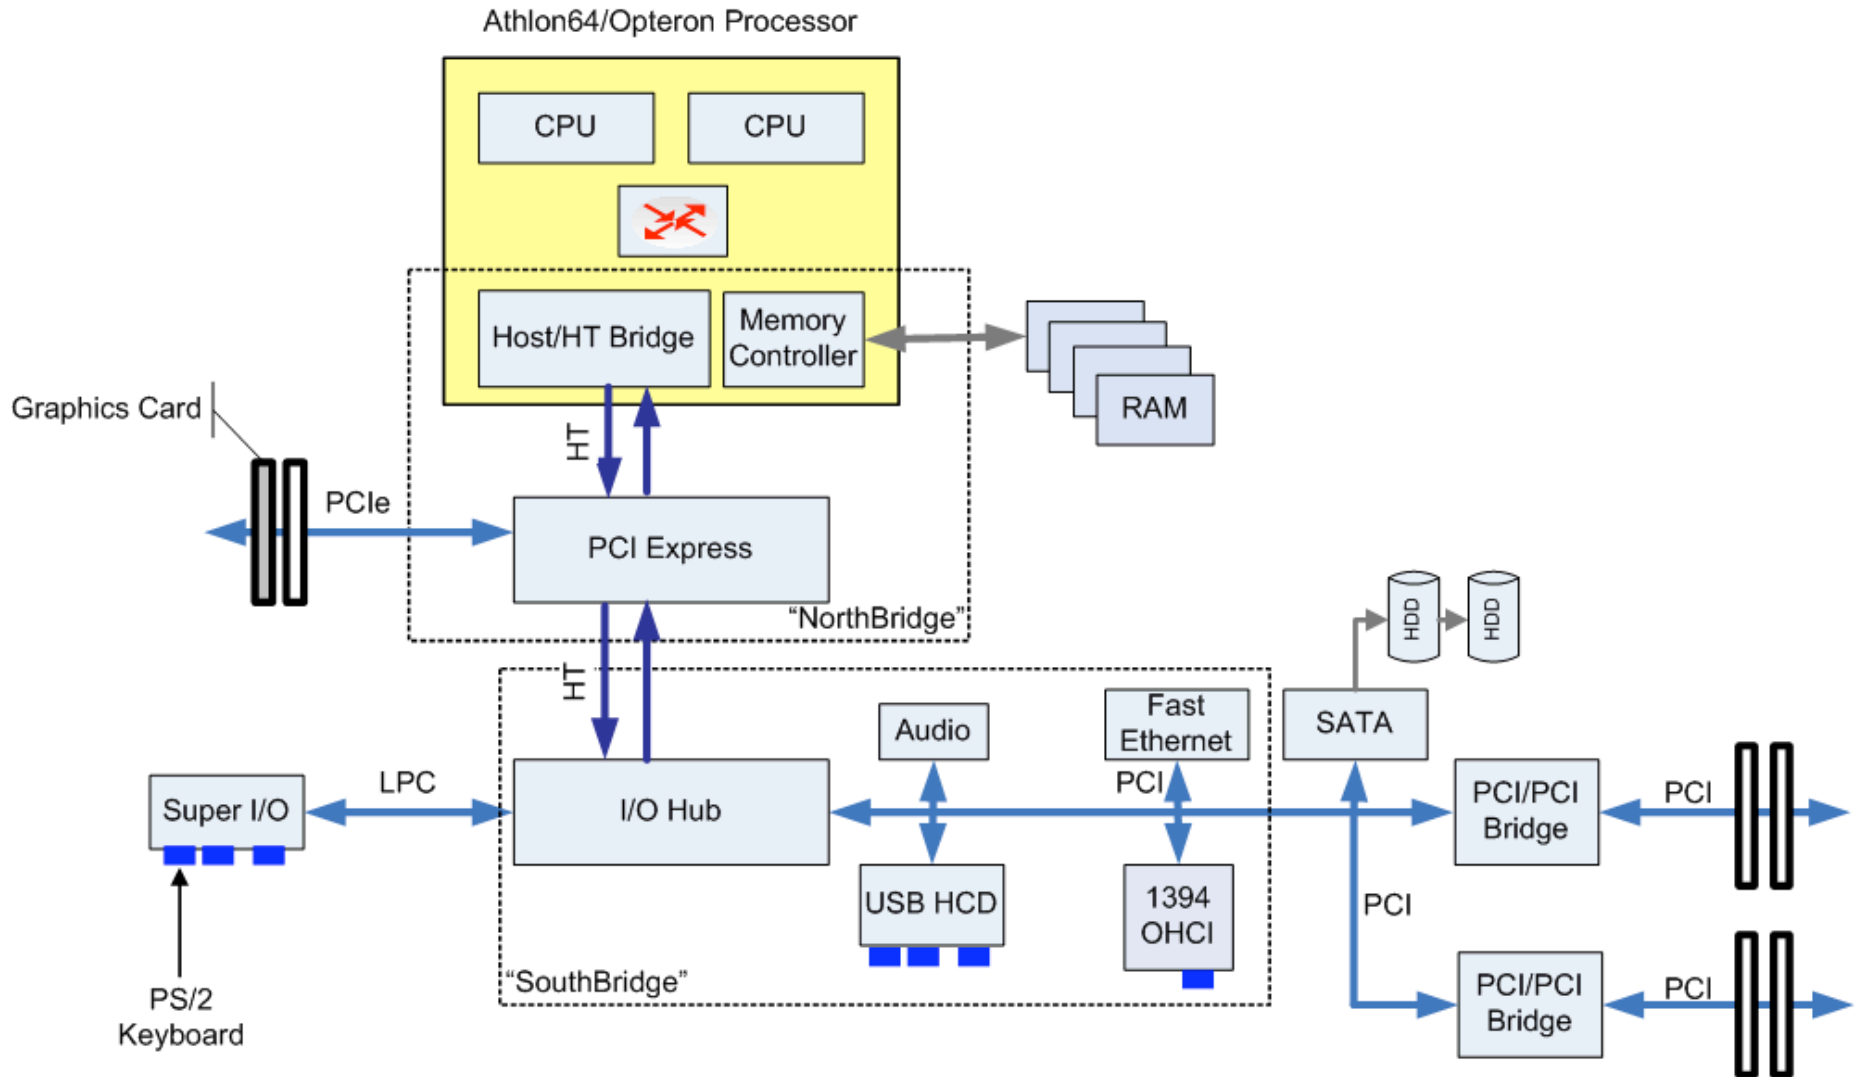 Athlon64/Opteron Processor
CPU
CPU
Host/HT Bridge
Memory
Controller
RAM
Graphics Card
HT
PCIe
PCI Express
“NorthBridge”
HDD
HDD
HT
Audio
Fast
Ethernet
SATA
Super I/O
LPC
I/O Hub
PCI
PCI/PCI
Bridge
PCI
USB HCD
1394
OHCI
PCI
“SouthBridge”
PS/2
Keyboard
PCI/PCI
Bridge
PCI